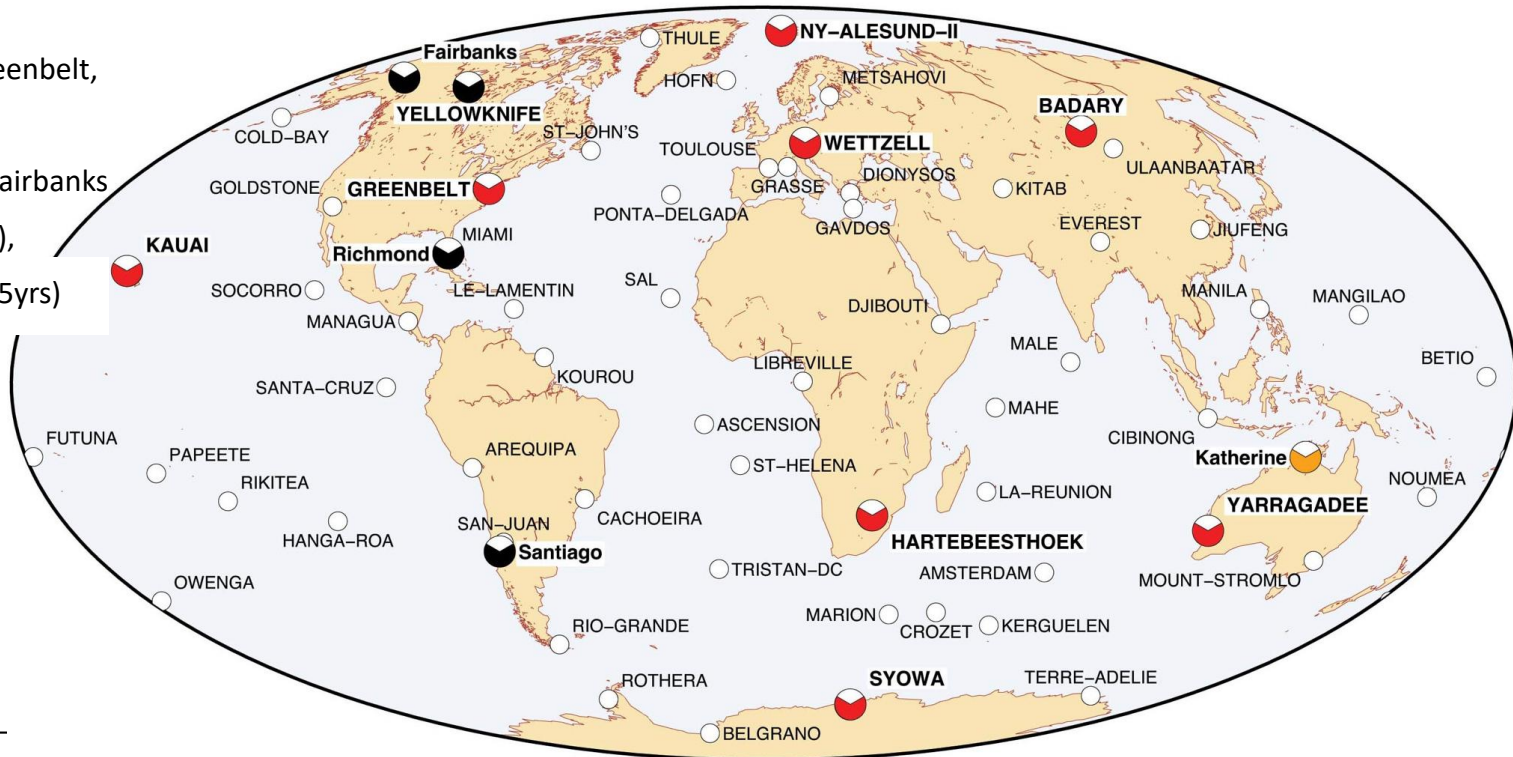 eenbelt,
airbanks
),
5yrs)
Fairbanks
THULE
NY–ALESUND–II
HOFN
METSAHOVI
YELLOWKNIFE
BADARY
COLD–BAY
ST–JOHN'S
TOULOUSE
WETTZELL
ULAANBAATAR
GOLDSTONE
GREENBELT
GRASSE
DIONYSOS
KITAB
PONTA–DELGADA
GAVDOS
EVEREST
JIUFENG
KAUAI
Richmond
MIAMI
SOCORRO
LE–LAMENTIN
SAL
DJIBOUTI
MANILA
MANGILAO
MANAGUA
MALE
KOUROU
LIBREVILLE
BETIO
SANTA–CRUZ
ASCENSION
MAHE
FUTUNA
CIBINONG
PAPEETE
AREQUIPA
ST–HELENA
Katherine
RIKITEA
LA–REUNION
NOUMEA
HANGA–ROA
SAN–JUAN
CACHOEIRA
YARRAGADEE
Santiago
HARTEBEESTHOEK
OWENGA
TRISTAN–DC
AMSTERDAM
MOUNT–STROMLO
RIO–GRANDE
MARION
CROZET
KERGUELEN
ROTHERA
SYOWA
TERRE–ADELIE
BELGRANO